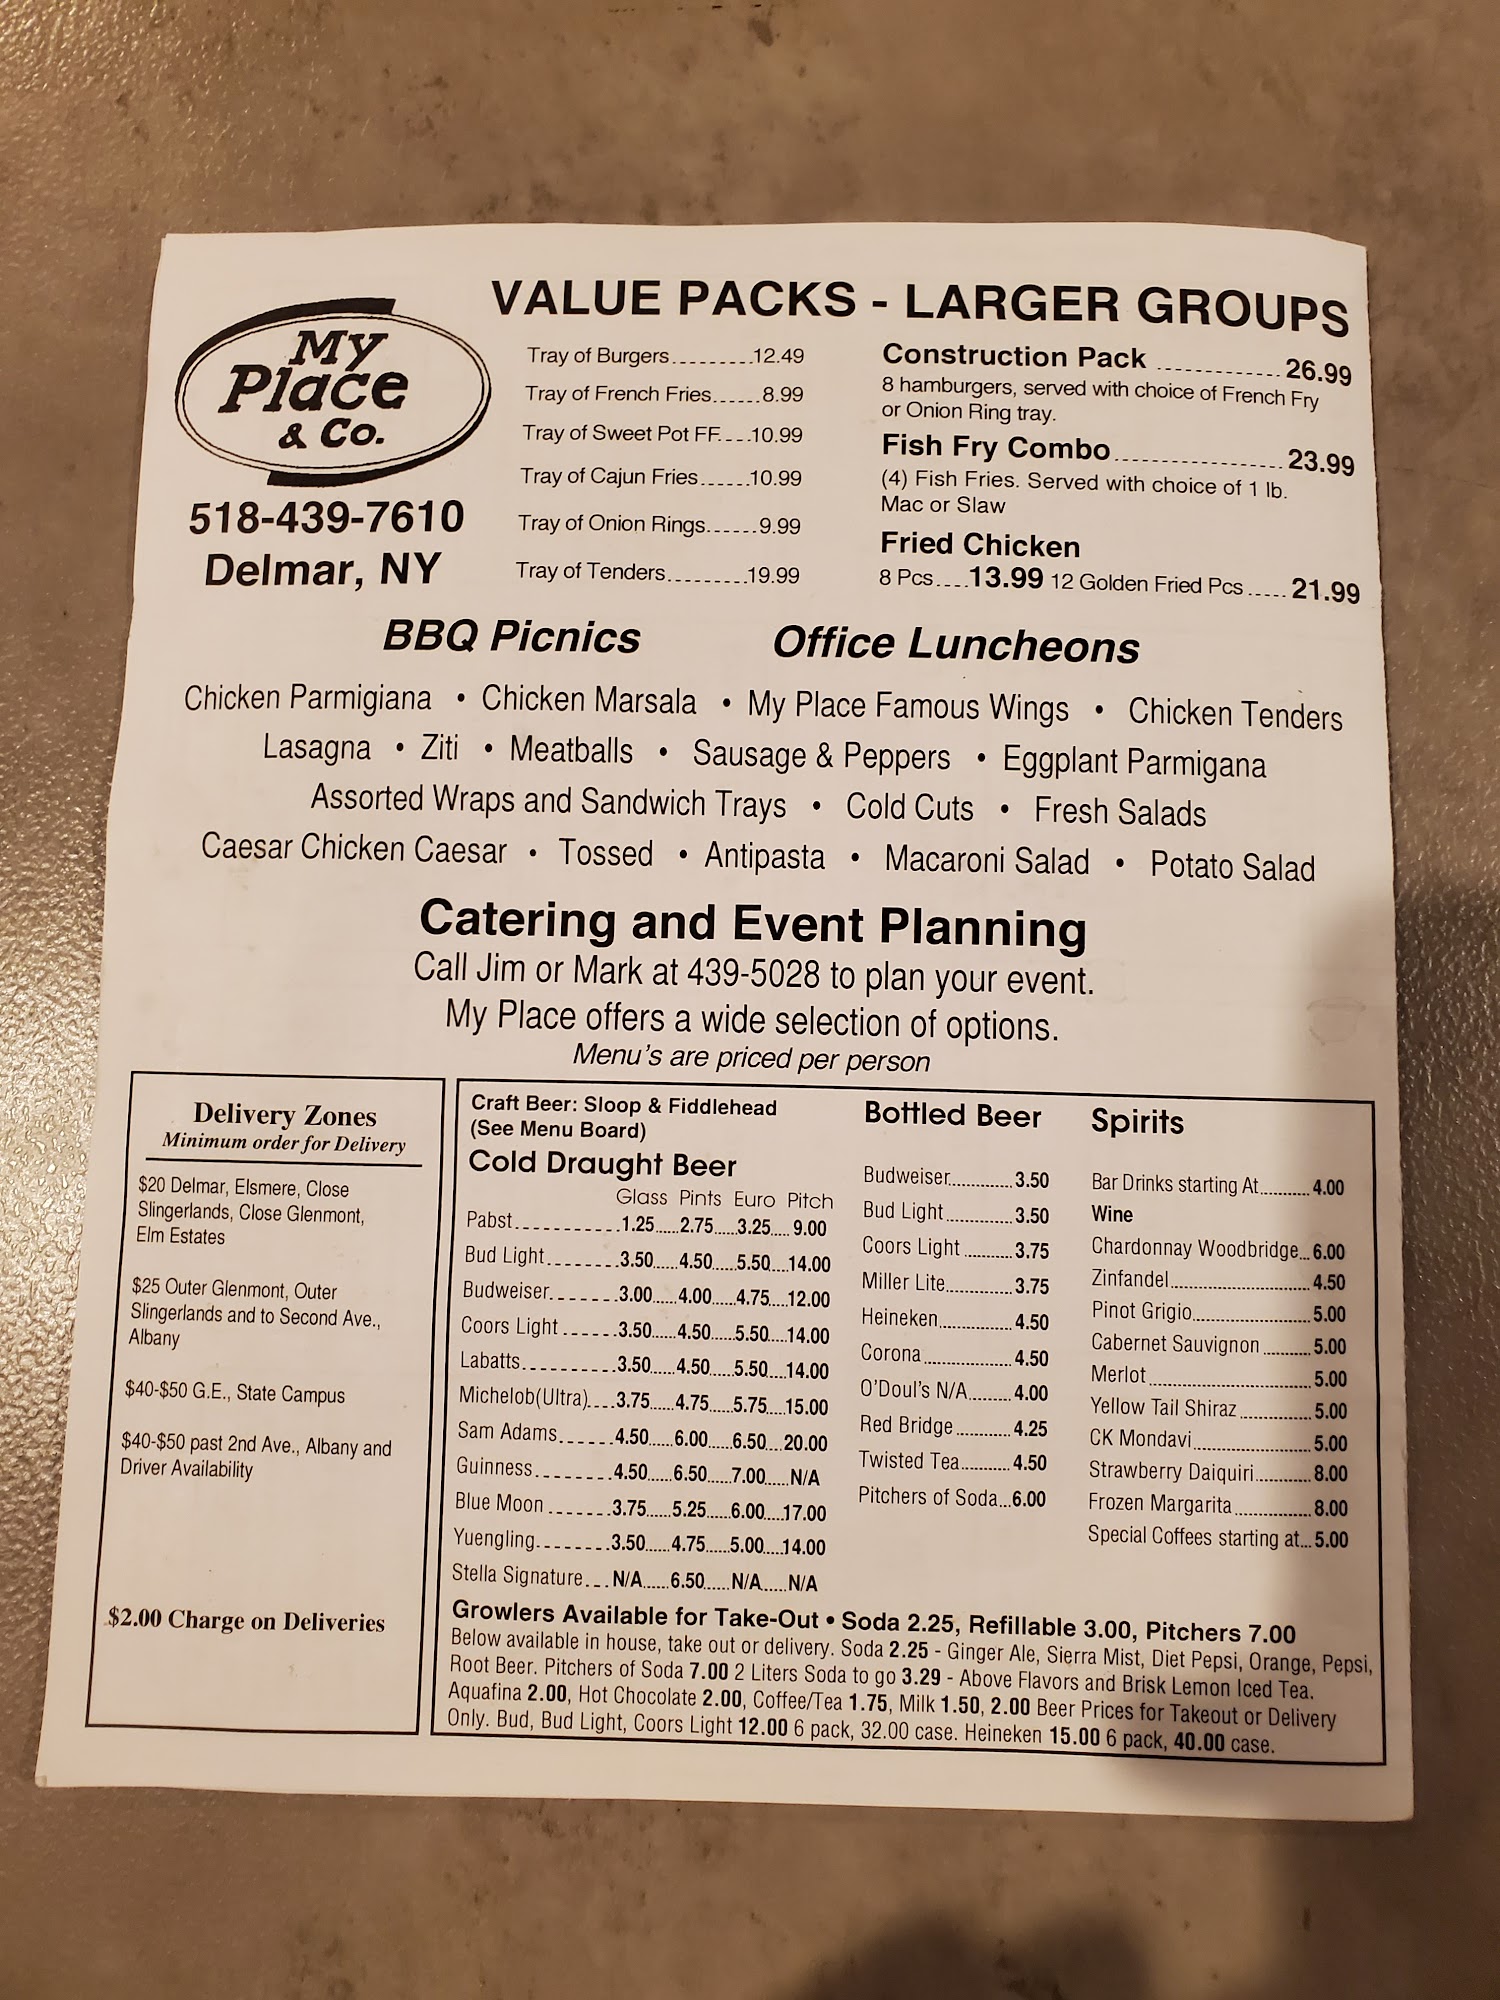 My
Place
& Co.
518-439-7610
Delmar, NY
VALUE PACKS - LARGER GROUPS
Tray of Burgers.........12.49
Tray of French Fries......8.99
Tray of Sweet Pot FF....10.99
Tray of Cajun Fries......10.99
Tray of Onion Rings......9.99
Tray of Tenders.........19.99
Construction Pack ............. 26.99
8 hamburgers, served with choice of French Fry
or Onion Ring tray.
Fish Fry Combo.................. 23.99
(4) Fish Fries. Served with choice of 1 lb.
Mac or Slaw
Fried Chicken
8 Pcs....13.99 12 Golden Fried Pcs ..... 21.99
BBQ Picnics Office Luncheons
Chicken Parmigiana • Chicken Marsala • My Place Famous Wings • Chicken Tenders
Lasagna • Ziti • Meatballs • Sausage & Peppers • Eggplant Parmigana
Assorted Wraps and Sandwich Trays • Cold Cuts • Fresh Salads
Caesar Chicken Caesar • Tossed • Antipasta • Macaroni Salad • Potato Salad
Catering and Event Planning
Call Jim or Mark at 439-5028 to plan your event.
My Place offers a wide selection of options.
Menu's are priced per person
Delivery Zones
Minimum order for Delivery
$20 Delmar, Elsmere, Close
Slingerlands, Close Glenmont,
Elm Estates
$25 Outer Glenmont, Outer
Slingerlands and to Second Ave.,
Albany
$40-$50 G.E., State Campus
$40-$50 past 2nd Ave., Albany and
Driver Availability
$2.00 Charge on Deliveries
Craft Beer: Sloop & Fiddlehead
(See Menu Board)
Cold Draught Beer
Glass Pints Euro Pitch
Pabst...........1.25.....2.75.....3.25..... 9.00
Bud Light........3.50.....4.50.....5.50....14.00
Budweiser.......3.00.....4.00.....4.75....12.00
Coors Light ......3.50.....4.50.....5.50....14.00
Labatts..........3.50.....4.50.....5.50....14.00
Michelob(Ultra)....3.75.....4.75.....5.75....15.00
Sam Adams......4.50.....6.00.....6.50....20.00
Guinness........4.50.....6.50.....7.00.....N/A
Blue Moon .......3.75.....5.25.....6.00....17.00
Yuengling........3.50.....4.75.....5.00....14.00
Stella Signature...N/A......6.50......N/A.....N/A
Bottled Beer
Budweiser.............3.50
Bud Light..............3.50
Coors Light ..........3.75
Miller Lite..............3.75
Heineken................4.50
Corona ..................4.50
O'Doul's N/A.........4.00
Red Bridge............4.25
Twisted Tea..........4.50
Pitchers of Soda...6.00
Spirits
Bar Drinks starting At..........4.00
Wine
Chardonnay Woodbridge...6.00
Zinfandel............................4.50
Pinot Grigio........................5.00
Cabernet Sauvignon ..........5.00
Merlot.................................5.00
Yellow Tail Shiraz...............5.00
CK Mondavi........................5.00
Strawberry Daiquiri............8.00
Frozen Margarita................8.00
Special Coffees starting at...5.00
Growlers Available for Take-Out • Soda 2.25, Refillable 3.00, Pitchers 7.00
Below available in house, take out or delivery. Soda 2.25 - Ginger Ale, Sierra Mist, Diet Pepsi, Orange, Pepsi,
Root Beer. Pitchers of Soda 7.00 2 Liters Soda to go 3.29 - Above Flavors and Brisk Lemon Iced Tea.
Aquafina 2.00, Hot Chocolate 2.00, Coffee/Tea 1.75, Milk 1.50, 2.00 Beer Prices for Takeout or Delivery
Only. Bud, Bud Light, Coors Light 12.00 6 pack, 32.00 case. Heineken 15.00 6 pack, 40.00 case.